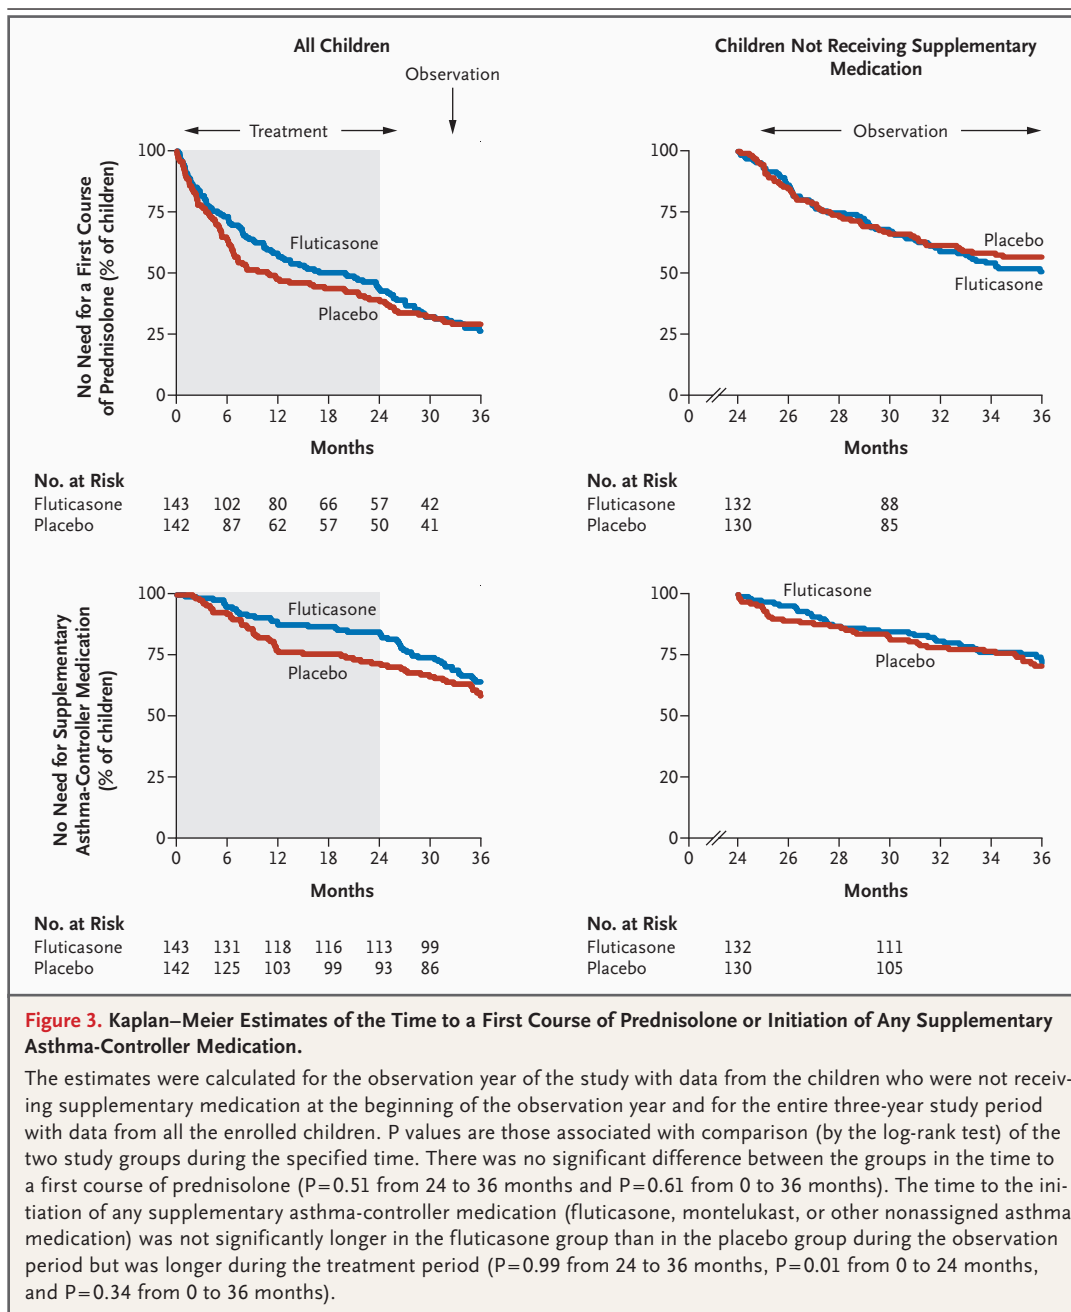 All Children
Observation
Treatment
No Need for a First Course
of Prednisolone (% of children)
100
75
50
25
0
Fluticasone
Placebo
0 6 12 18 24 30 36
Months
No. at Risk
Fluticasone 143 102 80 66 57 42
Placebo 142 87 62 57 50 41
Children Not Receiving Supplementary
Medication
Observation
100
75
50
25
0
Placebo
Fluticasone
0 24 26 28 30 32 34 36
Months
No. at Risk
Fluticasone 132 88
Placebo 130 85
No Need for Supplementary
Asthma-Controller Medication
(% of children)
100
75
50
25
0
Fluticasone
Placebo
0 6 12 18 24 30 36
Months
No. at Risk
Fluticasone 143 131 118 116 113 99
Placebo 142 125 103 99 93 86
100
75
50
25
0
Fluticasone
Placebo
0 24 26 28 30 32 34 36
Months
No. at Risk
Fluticasone 132 111
Placebo 130 105
Figure 3. Kaplan–Meier Estimates of the Time to a First Course of Prednisolone or Initiation of Any Supplementary
Asthma-Controller Medication.
The estimates were calculated for the observation year of the study with data from the children who were not receiv-
ing supplementary medication at the beginning of the observation year and for the entire three-year study period
with data from all the enrolled children. P values are those associated with comparison (by the log-rank test) of the
two study groups during the specified time. There was no significant difference between the groups in the time to
a first course of prednisolone (P=0.51 from 24 to 36 months and P=0.61 from 0 to 36 months). The time to the ini-
tiation of any supplementary asthma-controller medication (fluticasone, montelukast, or other nonassigned asthma
medication) was not significantly longer in the fluticasone group than in the placebo group during the observation
period but was longer during the treatment period (P=0.99 from 24 to 36 months, P=0.01 from 0 to 24 months,
and P=0.34 from 0 to 36 months).